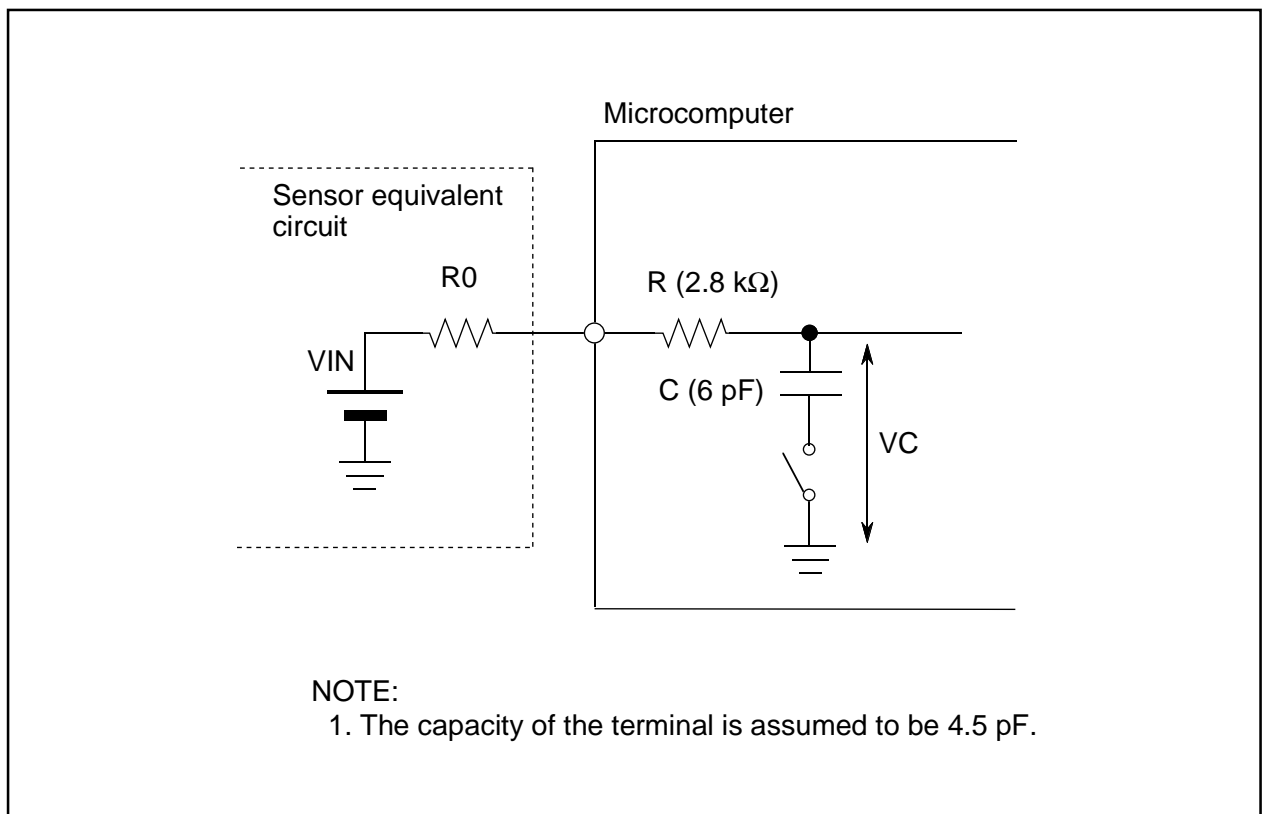 Microcomputer
Sensor equivalent
circuit
R0
R (2.8 kΩ)
VIN
C (6 pF)
VC
NOTE:
1. The capacity of the terminal is assumed to be 4.5 pF.